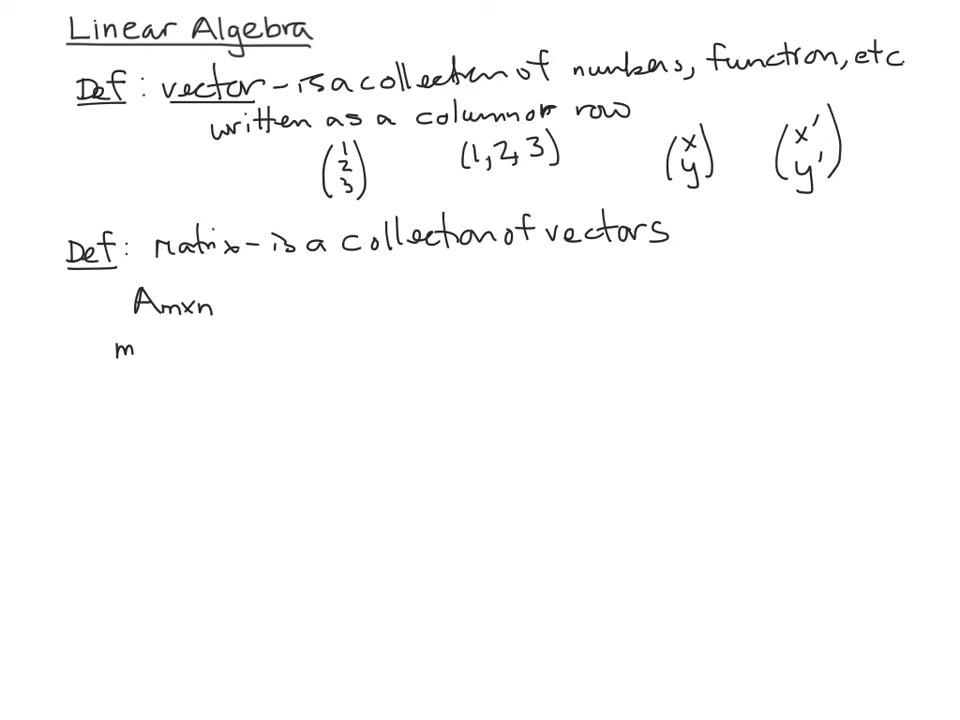 Linear Algebra
Def : vector - is a collection of numbers, function, etc
written as a column or row
(1 2 3) (1, 2, 3) (x y) (x' y')
Def : Matrix - is a collection of vectors
Amxn
m